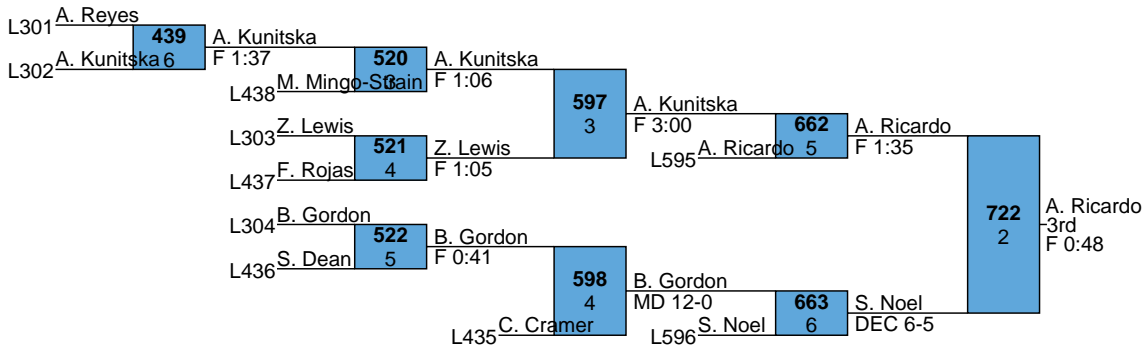 A. Reyes
L301
439
6
A. Kunitska
L302
A. Kunitska
F 1:37
520
3
M. Mingo-Strain
L438
A. Kunitska
F 1:06
Z. Lewis
L303
521
4
F. Rojas
L437
Z. Lewis
F 1:05
597
3
A. Kunitska
F 3:00
662
5
A. Ricardo
L595
A. Ricardo
F 1:35
B. Gordon
L304
522
5
S. Dean
L436
B. Gordon
F 0:41
598
4
C. Cramer
L435
B. Gordon
MD 12-0
663
6
S. Noel
L596
S. Noel
DEC 6-5
722
2
A. Ricardo
3rd
F 0:48